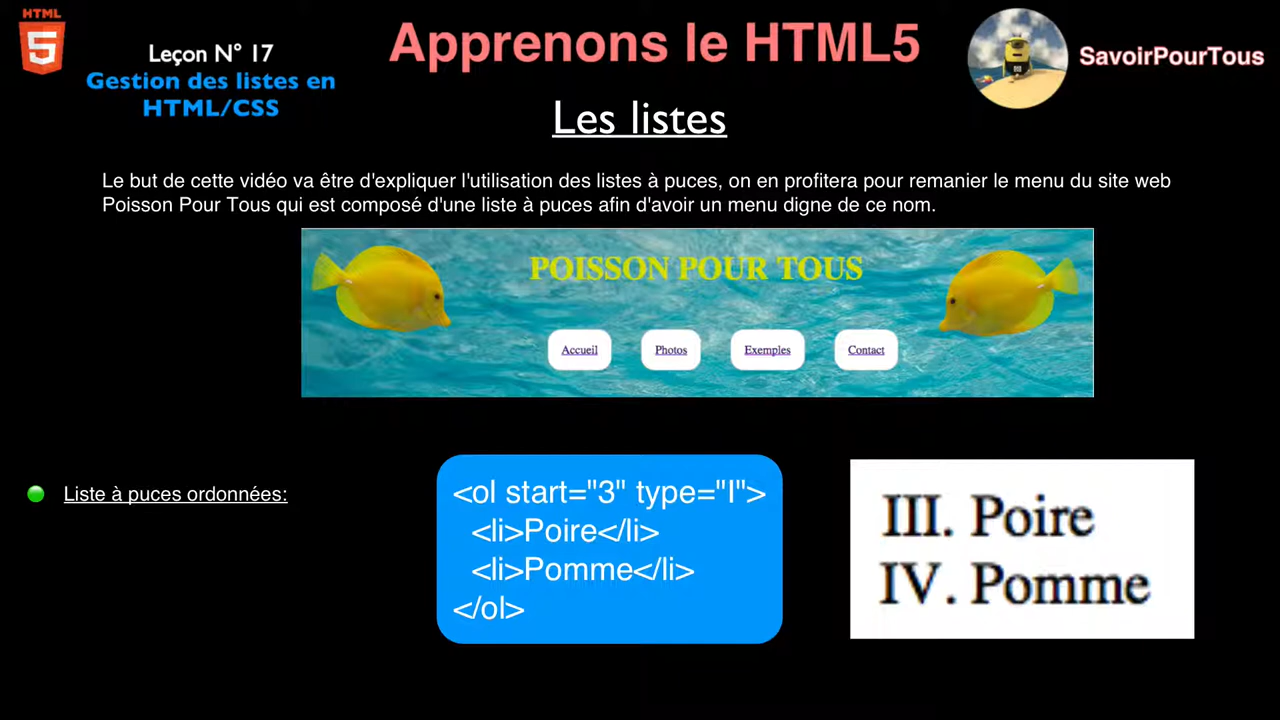 HTML
5
Leçon N° 17
Gestion des listes en
HTML/CSS
Apprenons le HTML5
SavoirPourTous
Les listes
Le but de cette vidéo va être d'expliquer l'utilisation des listes à puces, on en profitera pour remanier le menu du site web
Poisson Pour Tous qui est composé d'une liste à puces afin d'avoir un menu digne de ce nom.
POISSON POUR TOUS
Accueil Photos Exemples Contact
Liste à puces ordonnées:
<ol start="3" type="I">
<li>Poire</li>
<li>Pomme</li>
</ol>
III. Poire
IV. Pomme